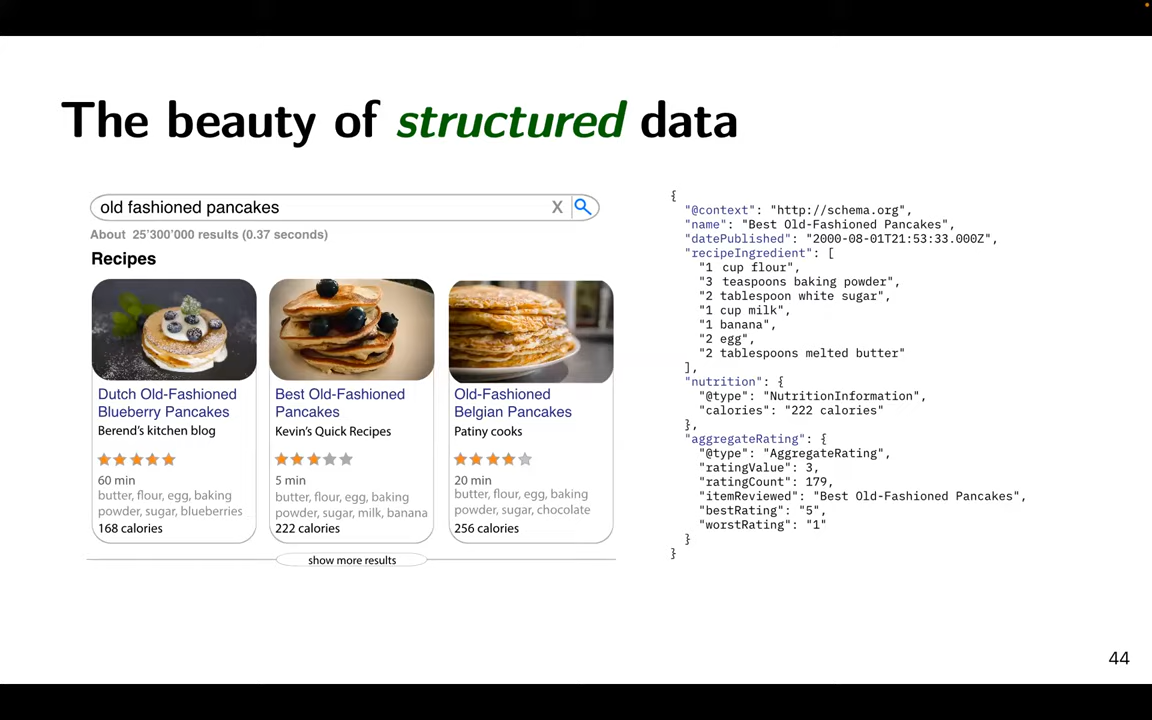 The beauty of structured data
old fashioned pancakes X
About 25'300'000 results (0.37 seconds)
Recipes
Dutch Old-Fashioned
Blueberry Pancakes
Berend's kitchen blog
60 min
butter, flour, egg, baking
powder, sugar, blueberries
168 calories
Best Old-Fashioned
Pancakes
Kevin's Quick Recipes
5 min
butter, flour, egg, baking
powder, sugar, milk, banana
222 calories
Old-Fashioned
Belgian Pancakes
Patiny cooks
20 min
butter, flour, egg, baking
powder, sugar, chocolate
256 calories
show more results
{
"@context": "http://schema.org",
"name": "Best Old-Fashioned Pancakes",
"datePublished": "2000-08-01T21:53:33.000Z",
"recipeIngredient": [
"1 cup flour",
"3 teaspoons baking powder",
"2 tablespoon white sugar",
"1 cup milk",
"1 banana",
"2 egg",
"2 tablespoons melted butter"
],
"nutrition": {
"@type": "NutritionInformation",
"calories": "222 calories"
},
"aggregateRating": {
"@type": "AggregateRating",
"ratingValue": 3,
"ratingCount": 179,
"itemReviewed": "Best Old-Fashioned Pancakes",
"bestRating": "5",
"worstRating": "1"
}
}
44